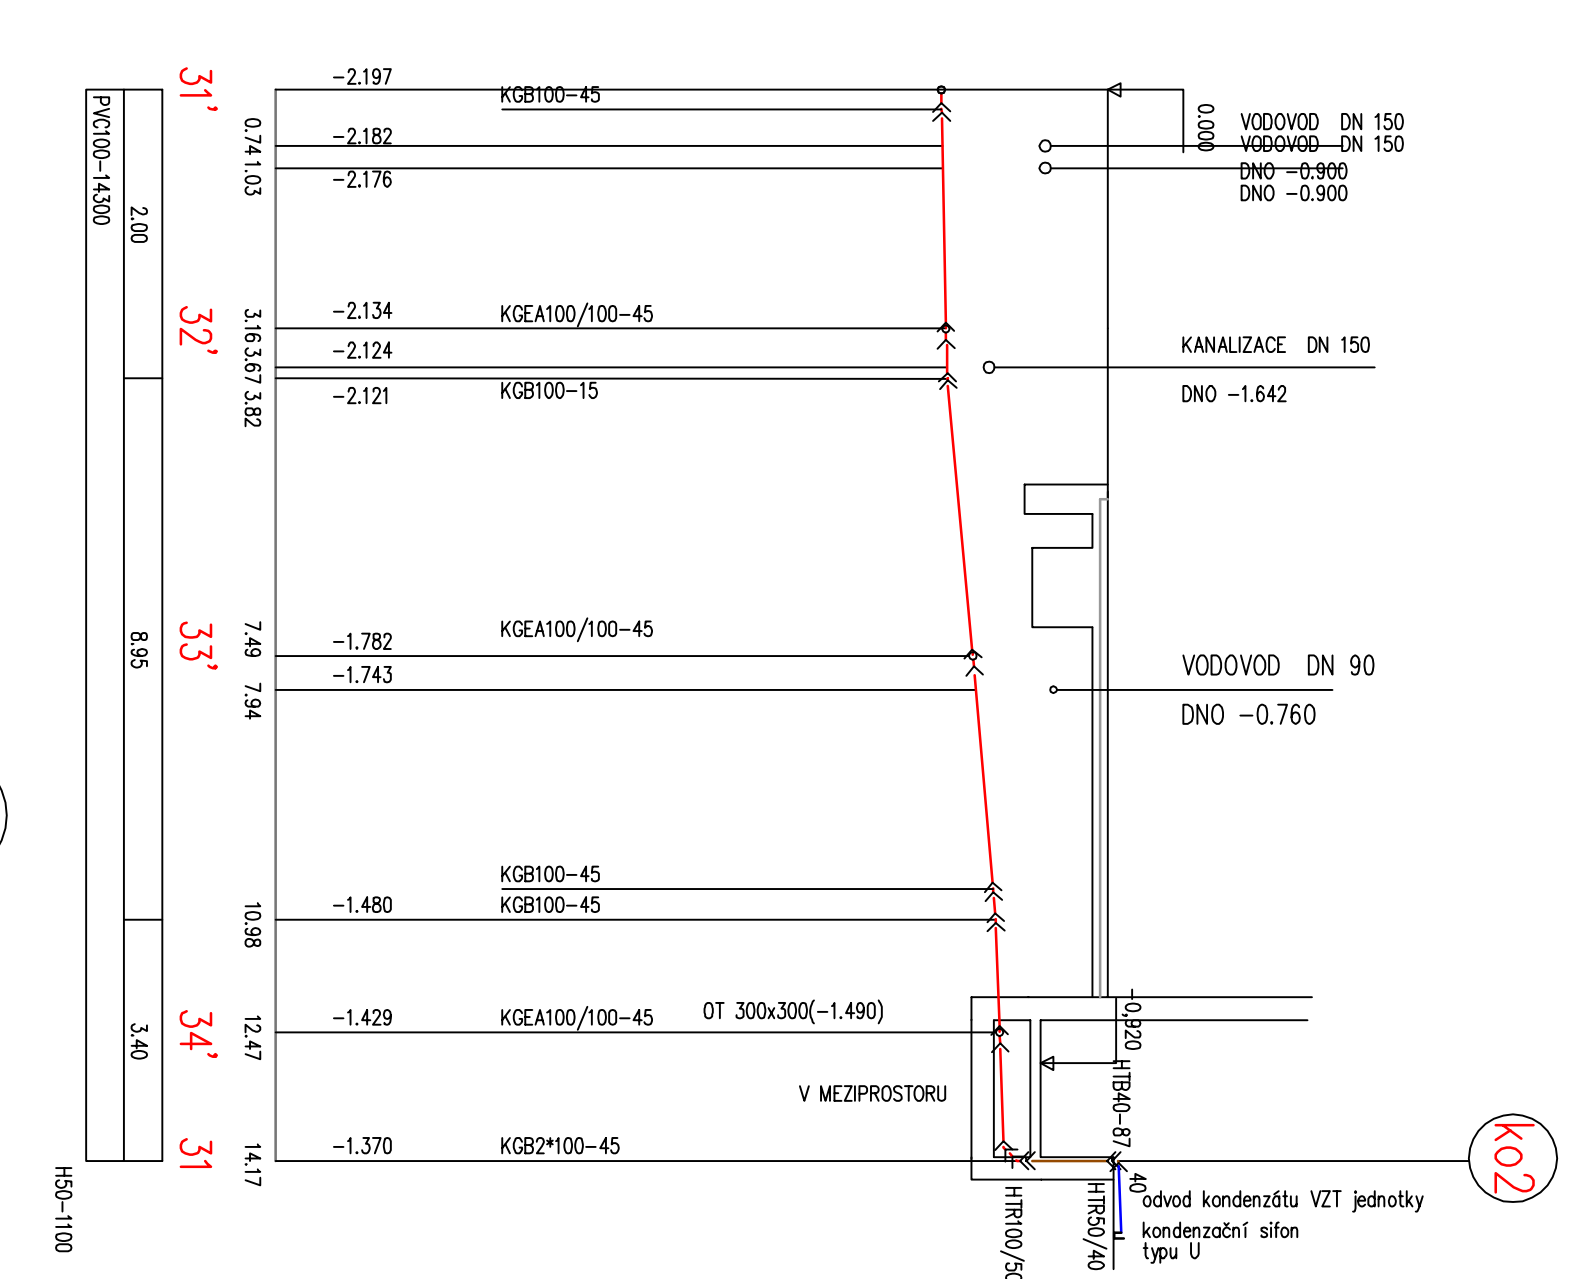 -2.197
KGB100-45
-2.182
-2.176
-2.134
KGEA100/100-45
-2.124
-2.121
KGB100-15
-1.782
KGEA100/100-45
-1.743
KGB100-45
-1.480
KGB100-45
-1.429
KGEA100/100-45
OT 300x300(-1.490)
V MEZIPROSTORU
-1.370
KGB2*100-45
VODOVOD DN 150
VODOVOD DN 150
DNO -0.900
DNO -0.900
KANALIZACE DN 150
DNO -1.642
VODOVOD DN 90
DNO -0.760
odvod kondenzátu VZT jednotky
kondenzační sifon
typu U
0.000
-0,920
HTB40-87
40
HTR50/40
HTR100/50
ko2
0.74 1.03 3.16 3.67 3.82 7.49 7.94 10.98 12.47 14.17
31' 32' 33' 34' 31
2.00 8.95 3.40
PVC100-14300
H50-1100